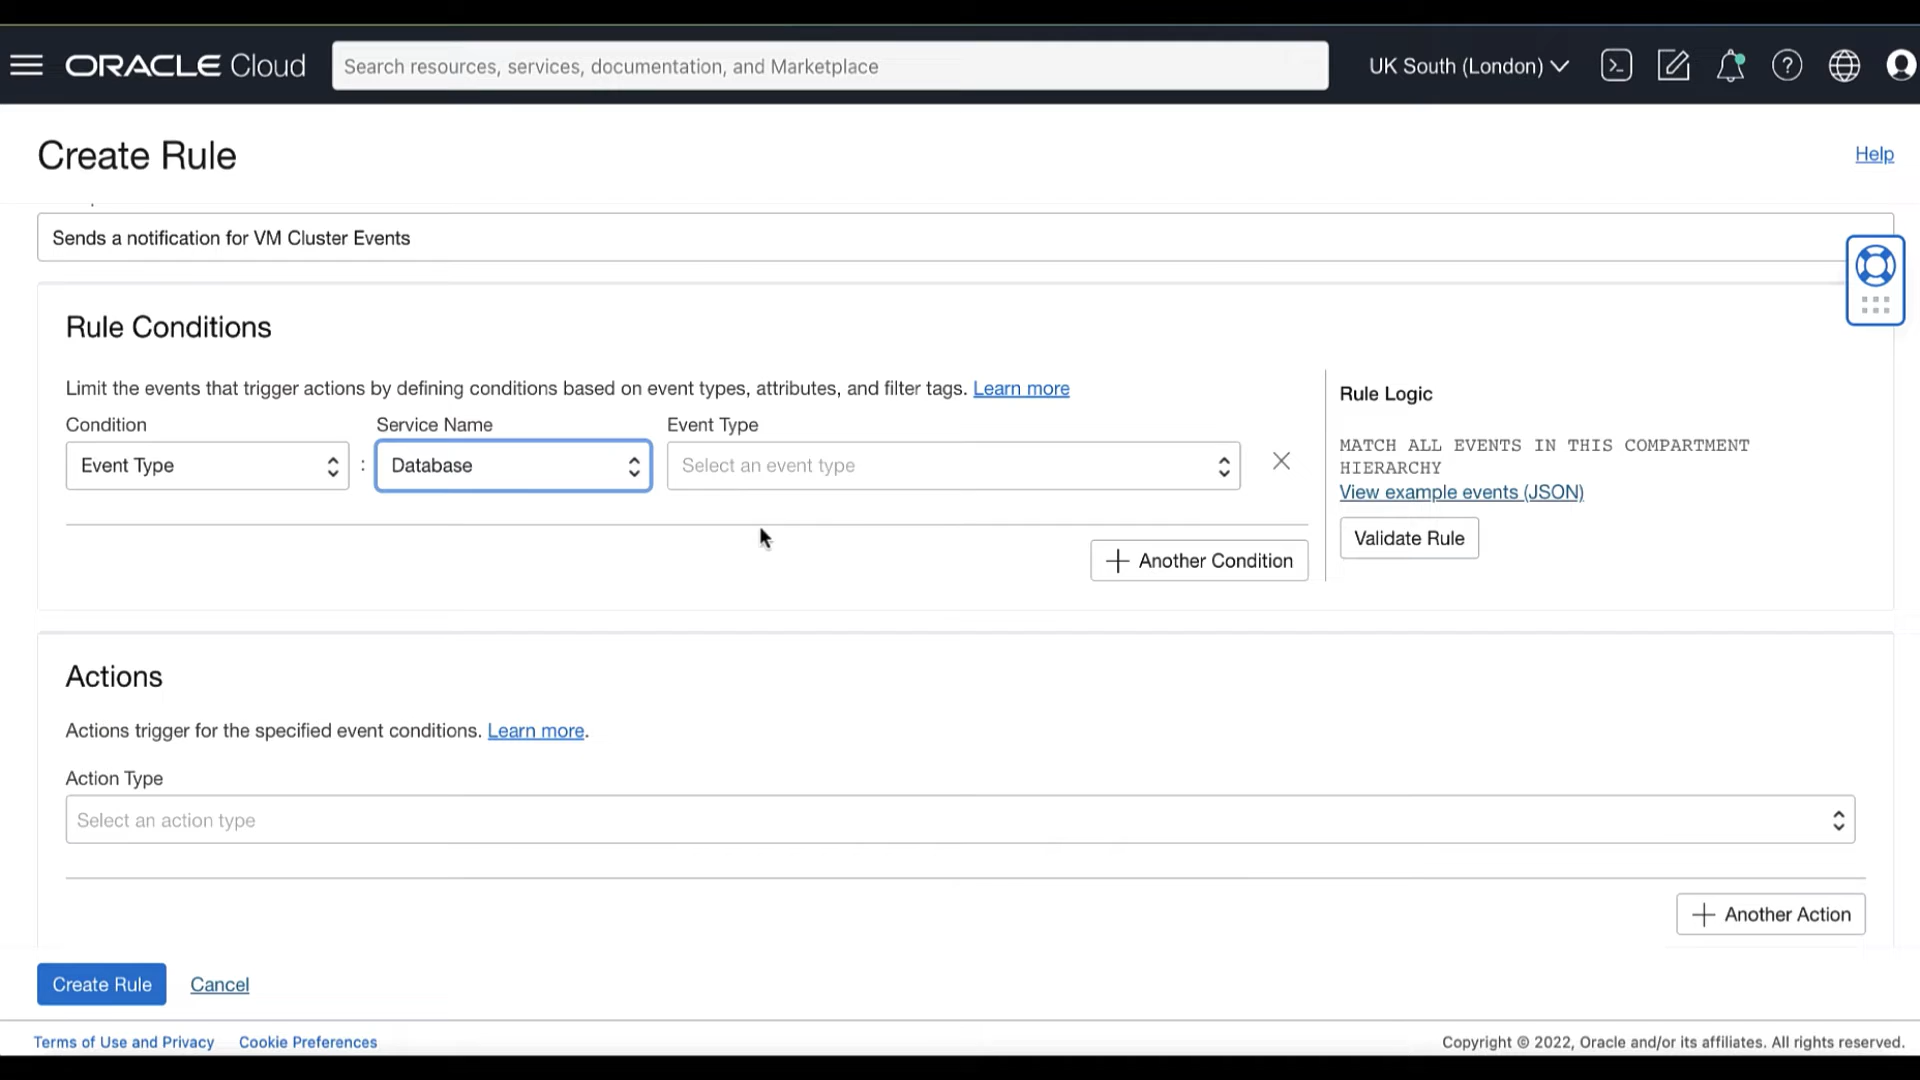 ORACLE Cloud
Search resources, services, documentation, and Marketplace
UK South (London)
Create Rule
Help
Sends a notification for VM Cluster Events
Rule Conditions
Limit the events that trigger actions by defining conditions based on event types, attributes, and filter tags. Learn more
Condition
Service Name
Event Type
Event Type
:
Database
Select an event type
Another Condition
Rule Logic
MATCH ALL EVENTS IN THIS COMPARTMENT
HIERARCHY
View example events (JSON)
Validate Rule
Actions
Actions trigger for the specified event conditions. Learn more.
Action Type
Select an action type
Another Action
Create Rule
Cancel
Terms of Use and Privacy
Cookie Preferences
Copyright © 2022, Oracle and/or its affiliates. All rights reserved.